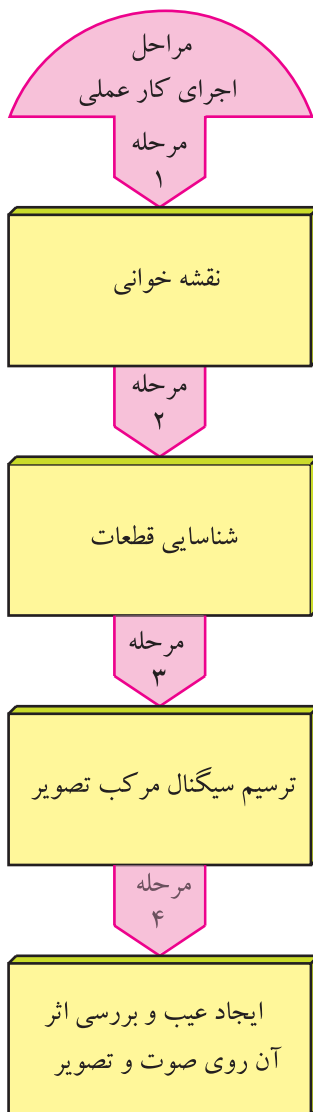 مراحل
اجرای کار عملی
مرحله
۱
نقشه خوانی
مرحله
۲
شناسایی قطعات
مرحله
۳
ترسیم سیگنال مرکب تصویر
مرحله
۴
ایجاد عیب و بررسی اثر
آن روی صوت و تصویر